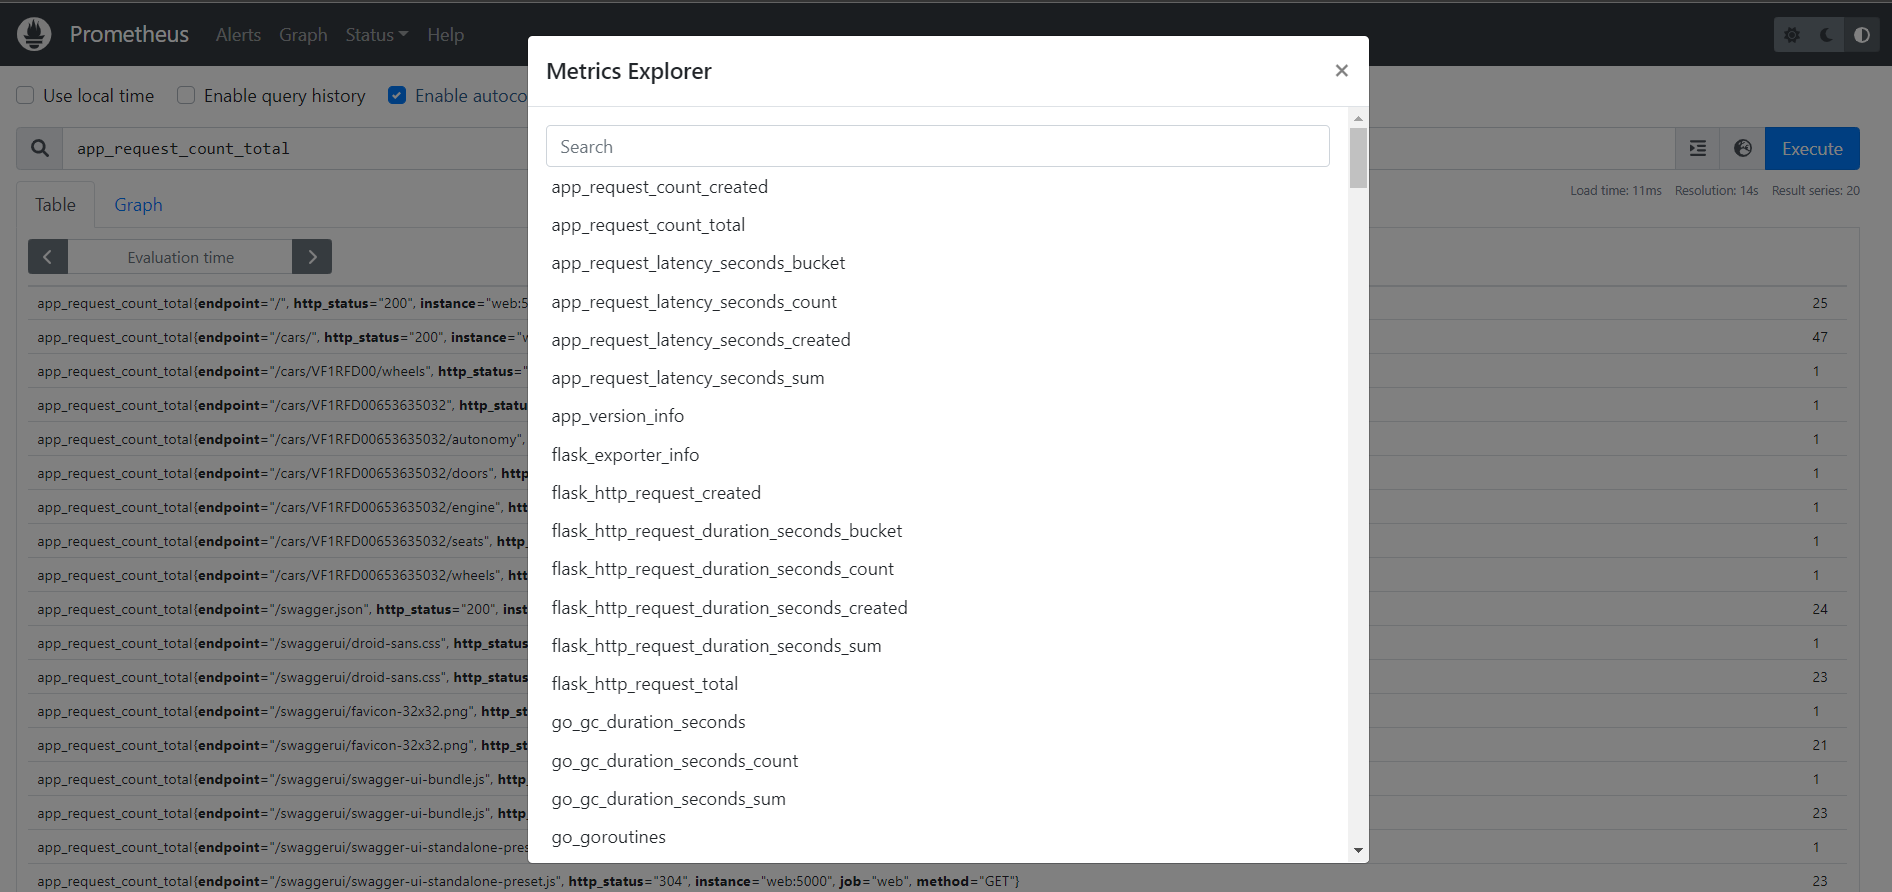 Prometheus Alerts Graph Status Help
Metrics Explorer ×
Use local time Enable query history Enable autoco
Search
app_request_count_total
Execute
Load time: 11ms Resolution: 14s Result series: 20
Table Graph
Evaluation time
app_request_count_total{endpoint="/", http_status="200", instance="web:5 25
app_request_count_total{endpoint="/cars/", http_status="200", instance="w 47
app_request_count_total{endpoint="/cars/VF1RFD00/wheels", http_status=" 1
app_request_count_total{endpoint="/cars/VF1RFD00653635032", http_statu 1
app_request_count_total{endpoint="/cars/VF1RFD00653635032/autonomy", 1
app_request_count_total{endpoint="/cars/VF1RFD00653635032/doors", http 1
app_request_count_total{endpoint="/cars/VF1RFD00653635032/engine", htt 1
app_request_count_total{endpoint="/cars/VF1RFD00653635032/seats", http_ 1
app_request_count_total{endpoint="/cars/VF1RFD00653635032/wheels", htt 1
app_request_count_total{endpoint="/swagger.json", http_status="200", inst 24
app_request_count_total{endpoint="/swaggerui/droid-sans.css", http_status 1
app_request_count_total{endpoint="/swaggerui/droid-sans.css", http_status 23
app_request_count_total{endpoint="/swaggerui/favicon-32x32.png", http_st 1
app_request_count_total{endpoint="/swaggerui/favicon-32x32.png", http_st 21
app_request_count_total{endpoint="/swaggerui/swagger-ui-bundle.js", http_ 1
app_request_count_total{endpoint="/swaggerui/swagger-ui-bundle.js", http_ 23
app_request_count_total{endpoint="/swaggerui/swagger-ui-standalone-pres 1
app_request_count_total{endpoint="/swaggerui/swagger-ui-standalone-preset.js", http_status="304", instance="web:5000", job="web", method="GET"} 23
app_request_count_created
app_request_count_total
app_request_latency_seconds_bucket
app_request_latency_seconds_count
app_request_latency_seconds_created
app_request_latency_seconds_sum
app_version_info
flask_exporter_info
flask_http_request_created
flask_http_request_duration_seconds_bucket
flask_http_request_duration_seconds_count
flask_http_request_duration_seconds_created
flask_http_request_duration_seconds_sum
flask_http_request_total
go_gc_duration_seconds
go_gc_duration_seconds_count
go_gc_duration_seconds_sum
go_goroutines